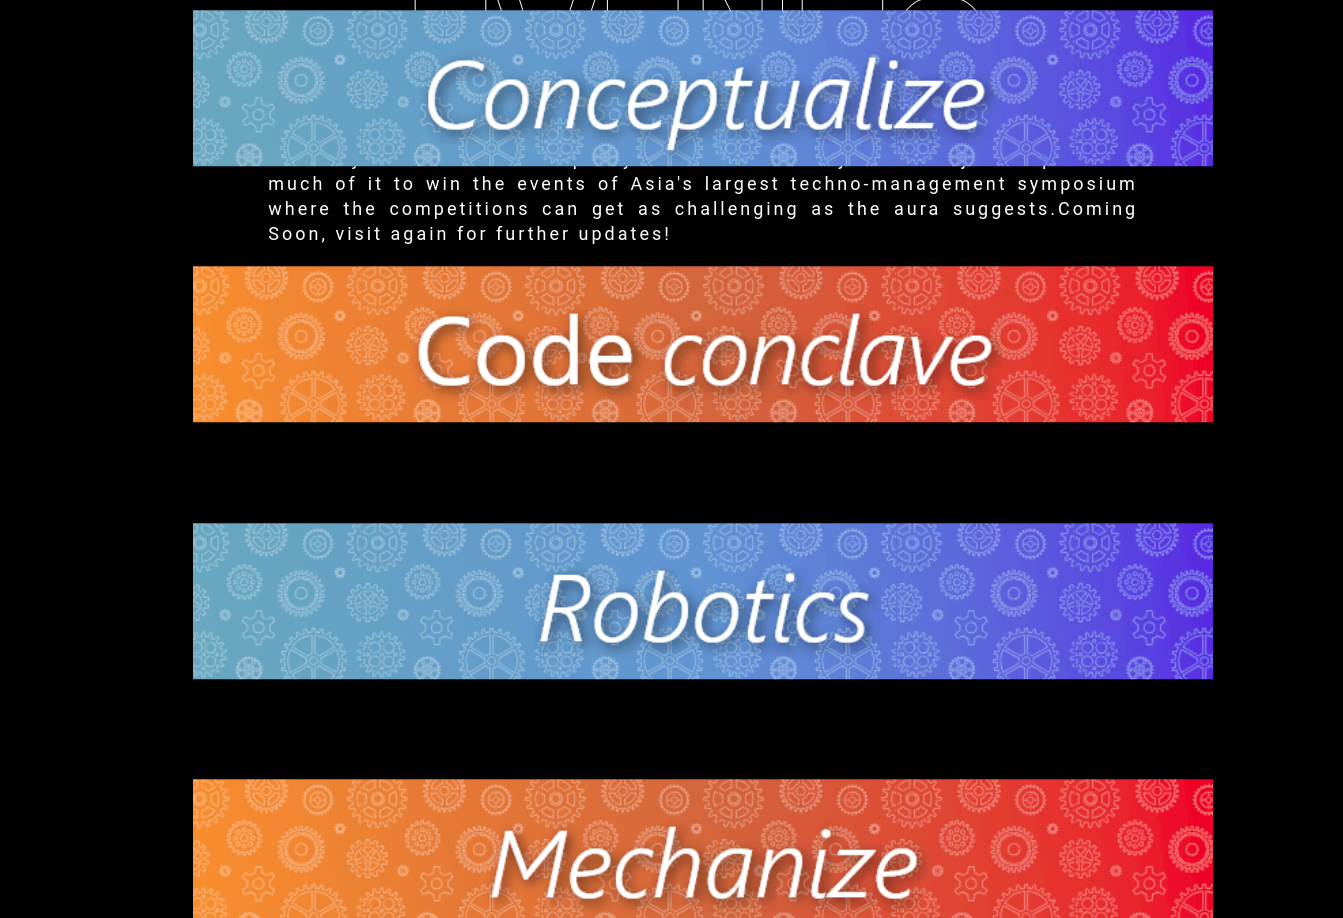 Conceptualize
much of it to win the events of Asia's largest techno-management symposium
where the competitions can get as challenging as the aura suggests.Coming
Soon, visit again for further updates!
Code conclave
Robotics
Mechanize